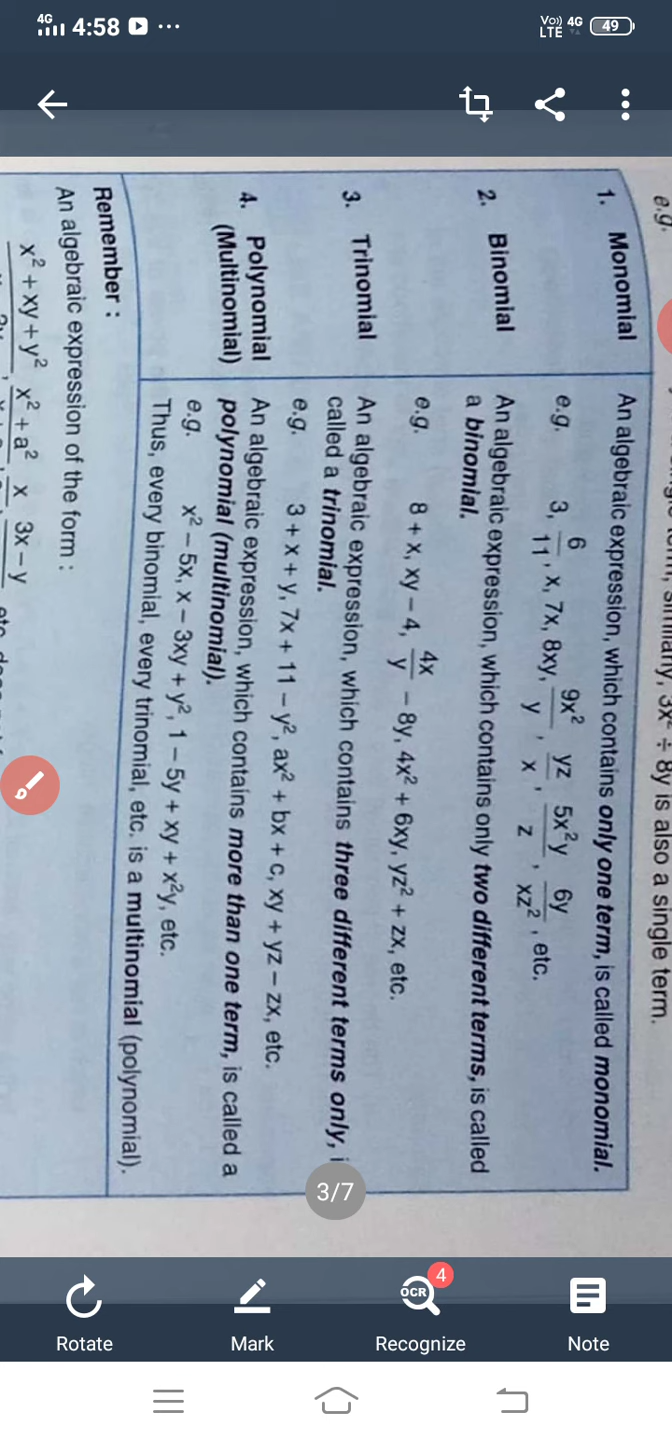 4G 4:58 ... Vo)) LTE 4G 49
e.g.
similarly, 3x² ÷ 8y is also a single term.
1. Monomial An algebraic expression, which contains only one term, is called monomial.
e.g. 3, 6/11, x, 7x, 8xy, 9x²/y, yz/x, 5x²y/z, 6y/xz², etc.
2. Binomial An algebraic expression, which contains only two different terms, is called
a binomial.
e.g. 8 + x, xy – 4, 4x/y – 8y, 4x² + 6xy, yz² + zx, etc.
3. Trinomial An algebraic expression, which contains three different terms only, i
called a trinomial.
e.g. 3 + x + y, 7x + 11 – y², ax² + bx + c, xy + yz – zx, etc.
4. Polynomial An algebraic expression, which contains more than one term, is called a
(Multinomial) polynomial (multinomial).
e.g. x² – 5x, x – 3xy + y², 1 – 5y + xy + x²y, etc.
Thus, every binomial, every trinomial, etc. is a multinomial (polynomial).
Remember :
An algebraic expression of the form :
x² + xy + y² x² + a² x 3x – y
3/7
OCR 4
Rotate Mark Recognize Note